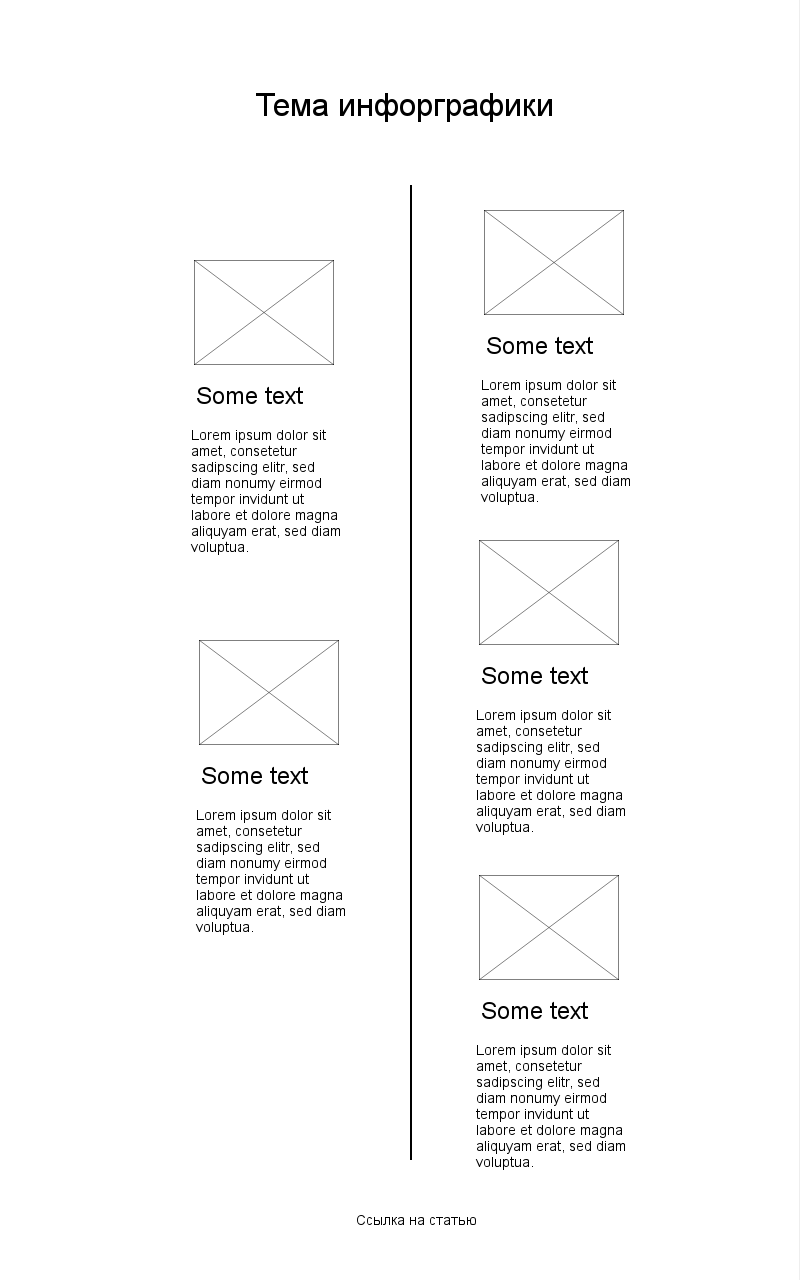 Тема инфорграфики
Some text
Lorem ipsum dolor sit
amet, consetetur
sadipscing elitr, sed
diam nonumy eirmod
tempor invidunt ut
labore et dolore magna
aliquyam erat, sed diam
voluptua.
Some text
Lorem ipsum dolor sit
amet, consetetur
sadipscing elitr, sed
diam nonumy eirmod
tempor invidunt ut
labore et dolore magna
aliquyam erat, sed diam
voluptua.
Some text
Lorem ipsum dolor sit
amet, consetetur
sadipscing elitr, sed
diam nonumy eirmod
tempor invidunt ut
labore et dolore magna
aliquyam erat, sed diam
voluptua.
Some text
Lorem ipsum dolor sit
amet, consetetur
sadipscing elitr, sed
diam nonumy eirmod
tempor invidunt ut
labore et dolore magna
aliquyam erat, sed diam
voluptua.
Some text
Lorem ipsum dolor sit
amet, consetetur
sadipscing elitr, sed
diam nonumy eirmod
tempor invidunt ut
labore et dolore magna
aliquyam erat, sed diam
voluptua.
Ссылка на статью